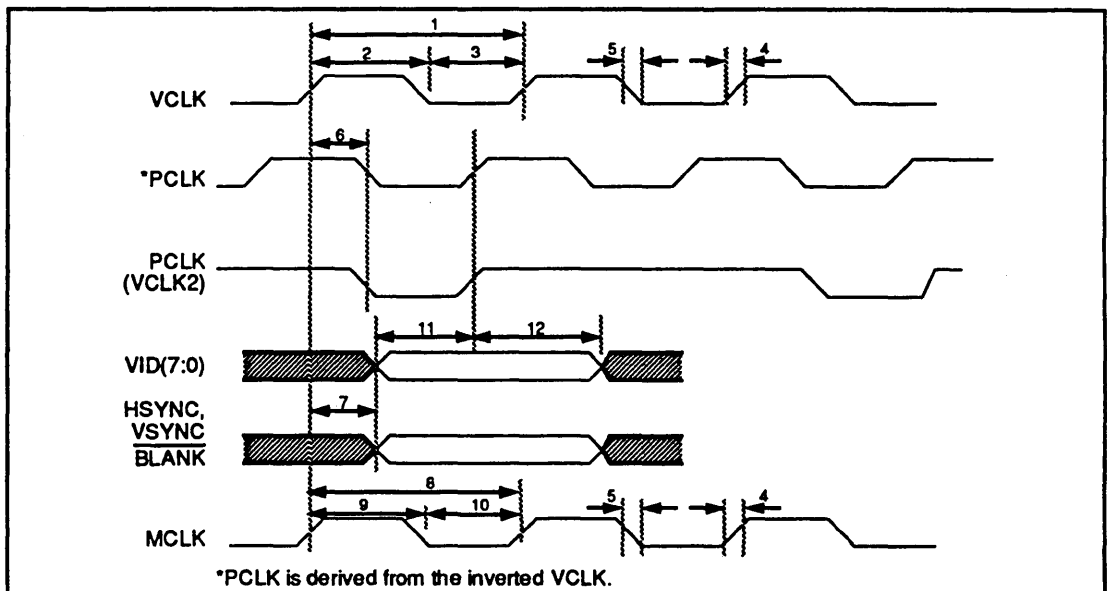 1
2 3 5 4
VCLK
6
*PCLK
PCLK
(VCLK2)
11 12
VID(7:0)
7
HSYNC,
VSYNC
BLANK
8
9 10 5 4
MCLK
*PCLK is derived from the inverted VCLK.